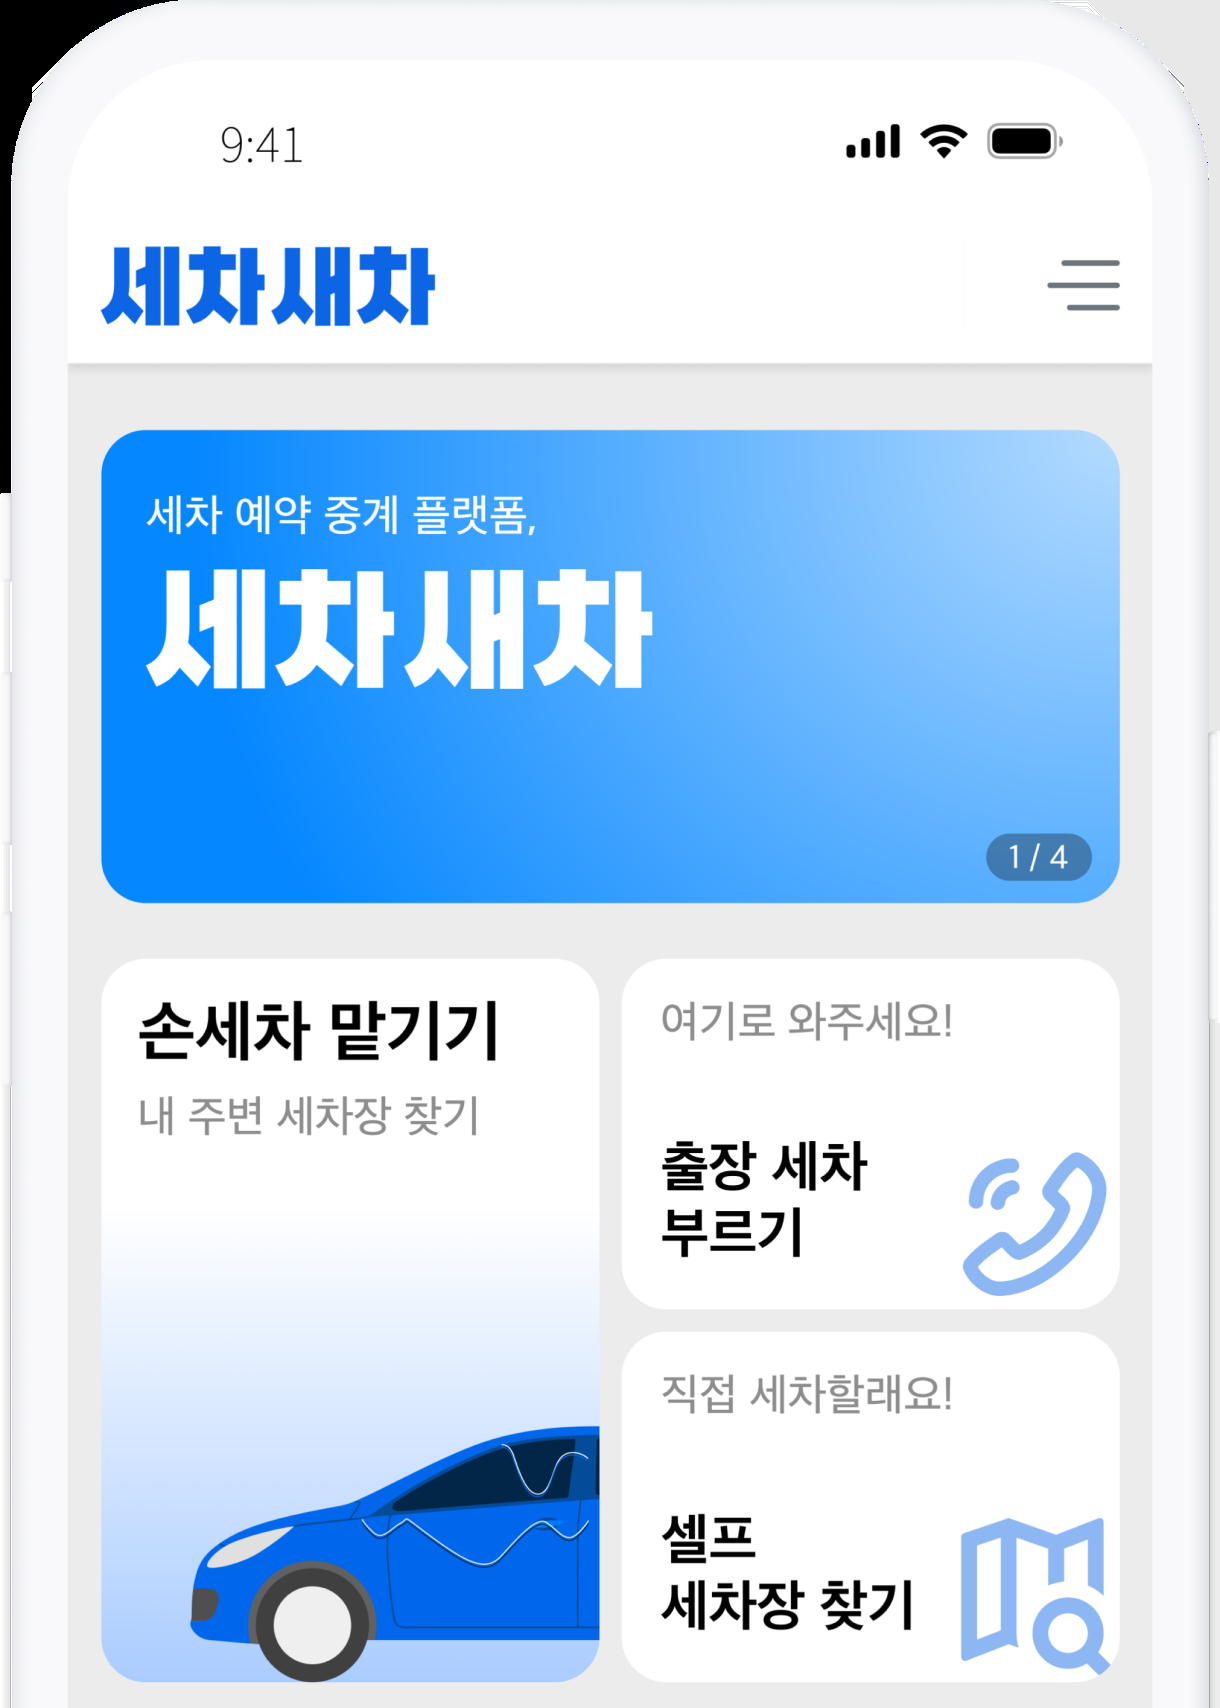 9:41
세차새차
세차 예약 중계 플랫폼,
세차새차
1 / 4
손세차 맡기기
내 주변 세차장 찾기
여기로 와주세요!
출장 세차
부르기
직접 세차할래요!
셀프
세차장 찾기